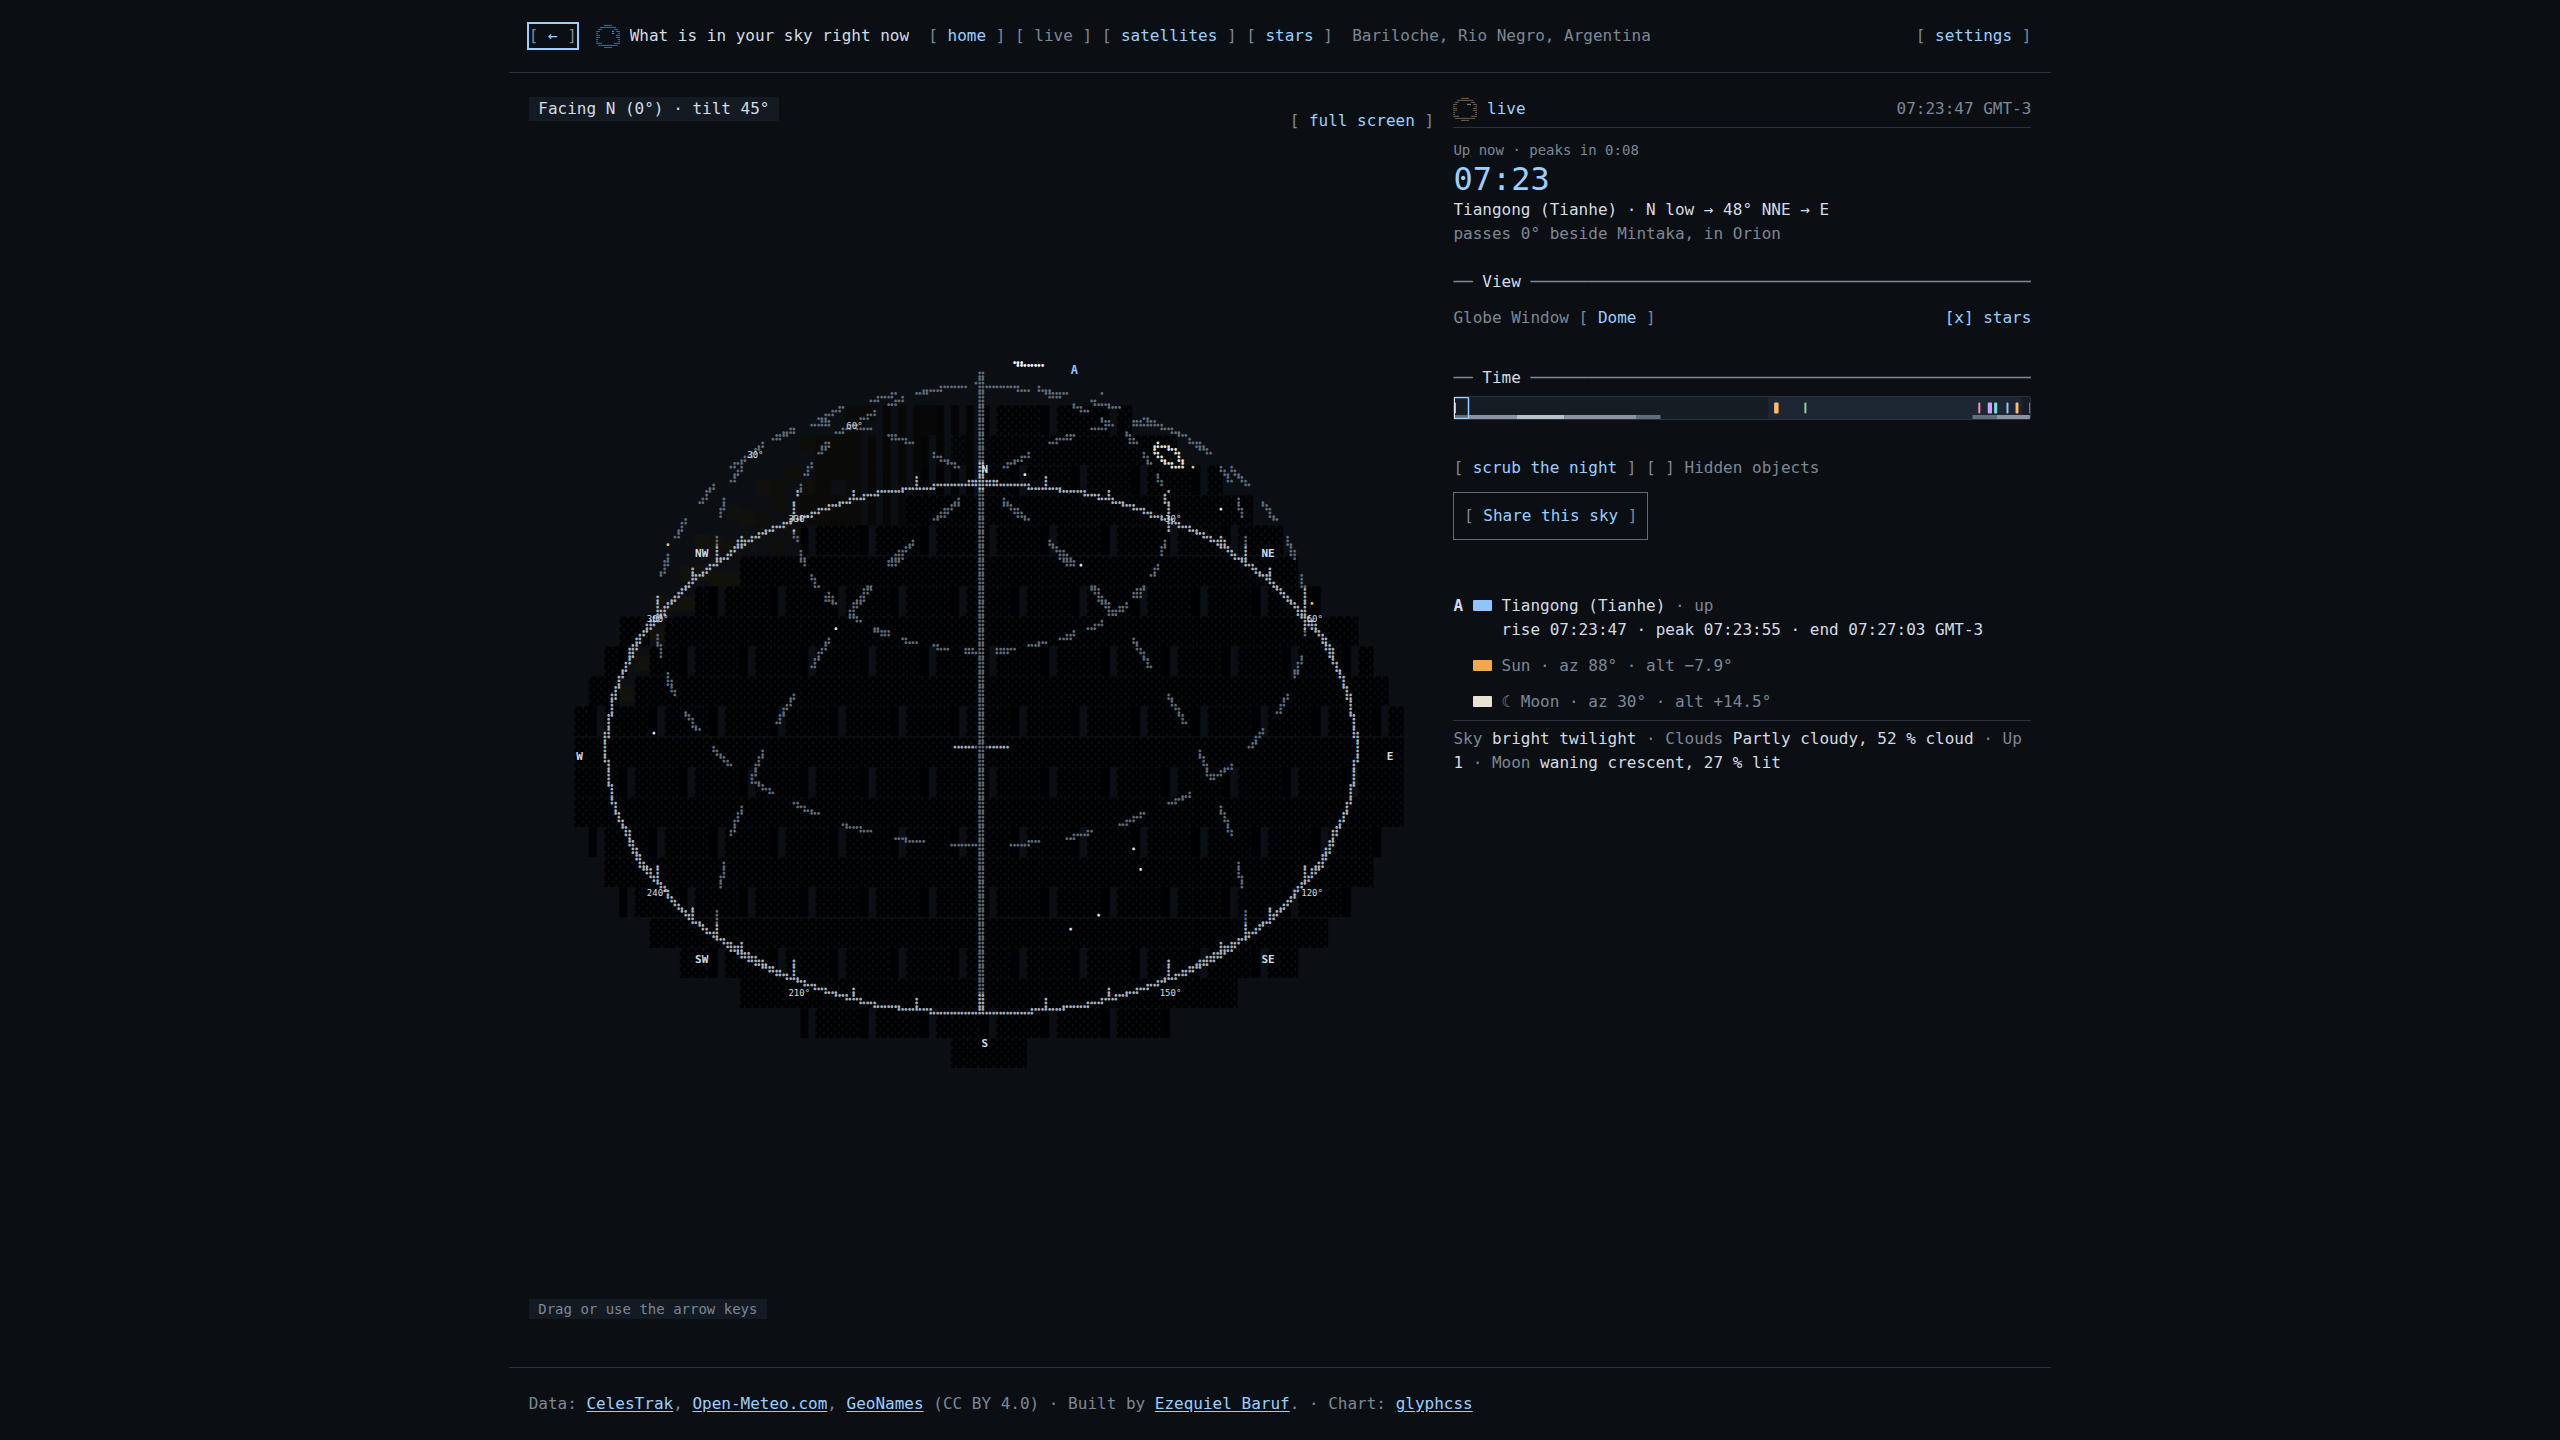 [ ← ] What is in your sky right now [ home ] [ live ] [ satellites ] [ stars ] Bariloche, Rio Negro, Argentina [ settings ]
Facing N (0°) · tilt 45°
[ full screen ]
live 07:23:47 GMT-3
Up now · peaks in 0:08
07:23
Tiangong (Tianhe) · N low → 48° NNE → E
passes 0° beside Mintaka, in Orion
View
Globe Window [ Dome ] [x] stars
Time
[ scrub the night ] [ ] Hidden objects
[ Share this sky ]
A Tiangong (Tianhe) · up
rise 07:23:47 · peak 07:23:55 · end 07:27:03 GMT-3
Sun · az 88° · alt −7.9°
☾ Moon · az 30° · alt +14.5°
Sky bright twilight · Clouds Partly cloudy, 52 % cloud · Up
1 · Moon waning crescent, 27 % lit
A
60°
30°
N
330° 30°
NW NE
300° 60°
W E
240° 120°
SW SE
210° 150°
S
Drag or use the arrow keys
Data: CelesTrak, Open-Meteo.com, GeoNames (CC BY 4.0) · Built by Ezequiel Baruf. · Chart: glyphcss